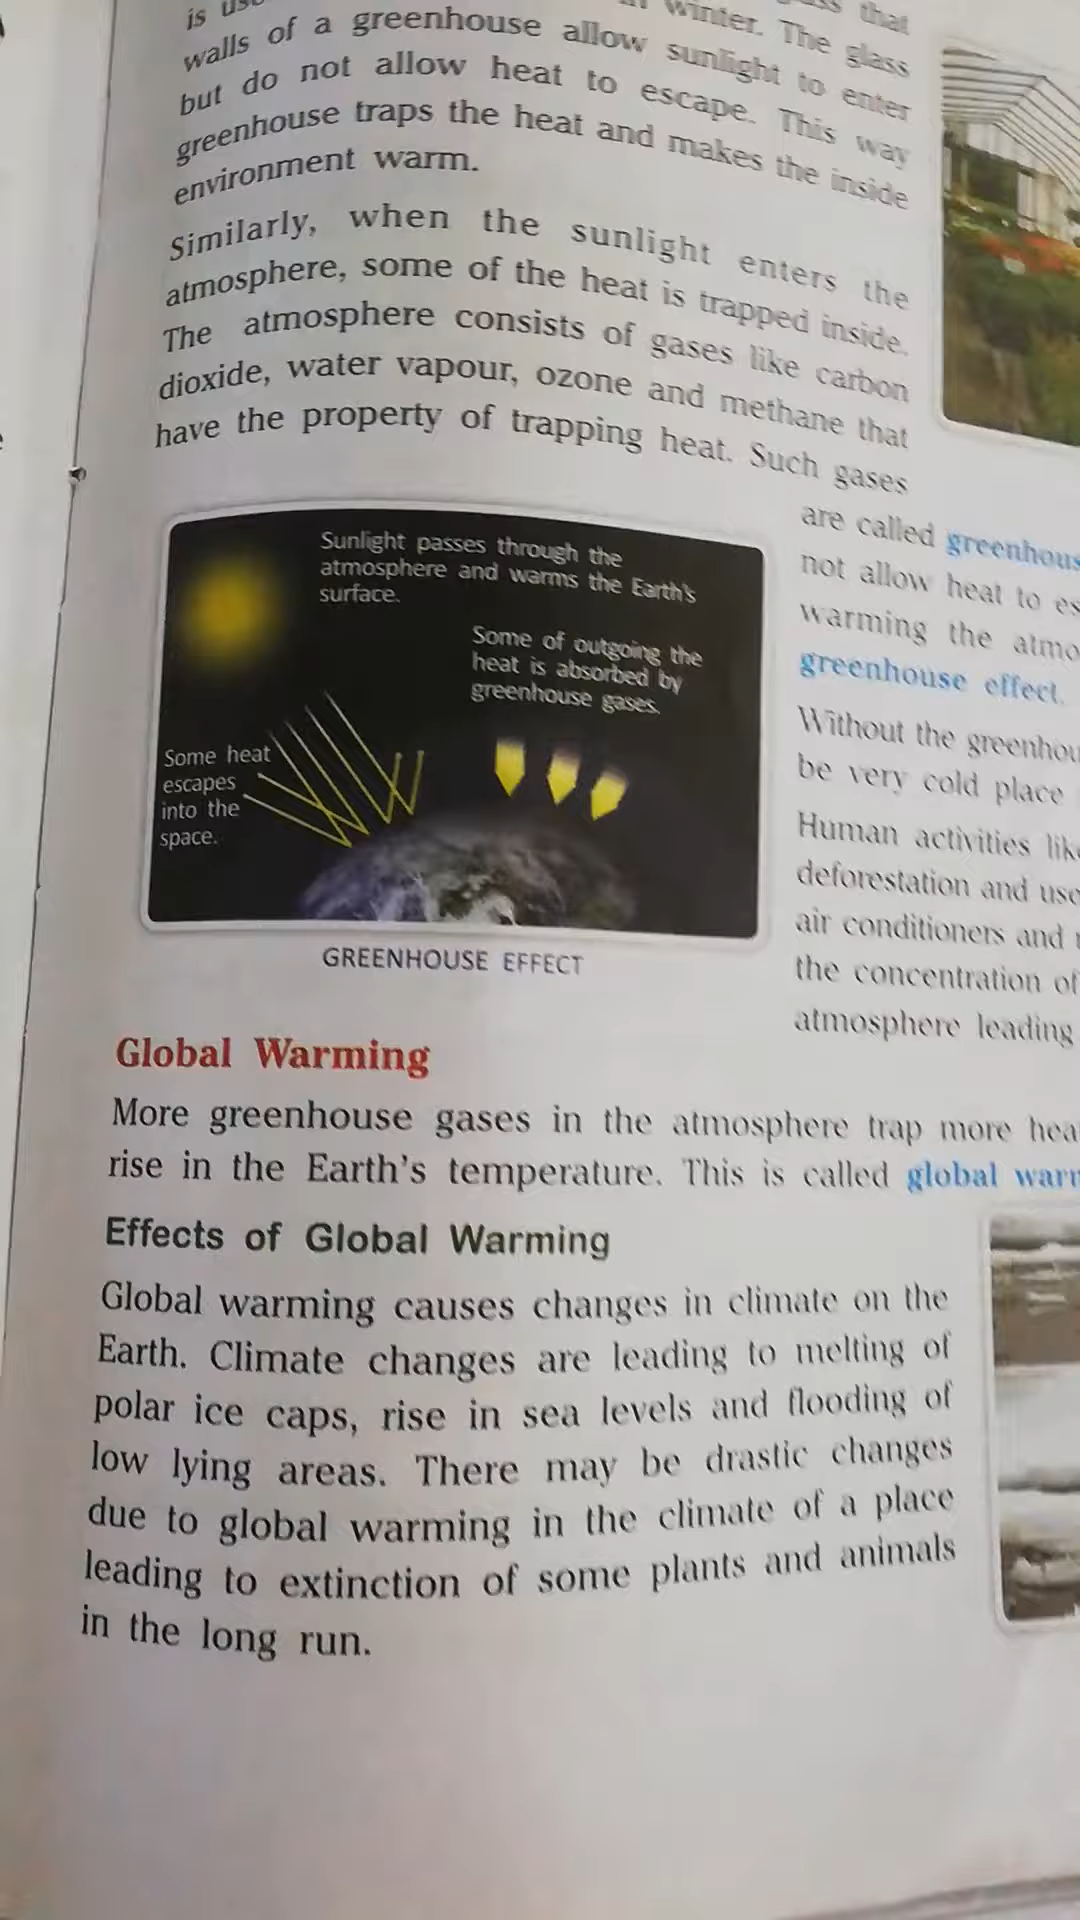 is
winter. The glass
that
walls of a greenhouse allow sunlight to enter
but do not allow heat to escape. This way
greenhouse traps the heat and makes the inside
environment warm.
Similarly, when the sunlight enters the
atmosphere, some of the heat is trapped inside.
The atmosphere consists of gases like carbon
dioxide, water vapour, ozone and methane that
have the property of trapping heat. Such gases
are called
not allow heat to
warming the
greenhouse effect.
Without the
be very cold place
Human activities
deforestation and
air conditioners and
the concentration of
atmosphere leading
Sunlight passes through the
atmosphere and warms the Earth's
surface.
Some of outgoing the
heat is absorbed by
greenhouse gases.
Some heat
escapes
into the
space.
GREENHOUSE EFFECT
Global Warming
More greenhouse gases in the atmosphere trap more
rise in the Earth's temperature. This is called global
Effects of Global Warming
Global warming causes changes in climate on the
Earth. Climate changes are leading to melting of
polar ice caps, rise in sea levels and flooding of
low lying areas. There may be drastic changes
due to global warming in the climate of a place
leading to extinction of some plants and animals
in the long run.